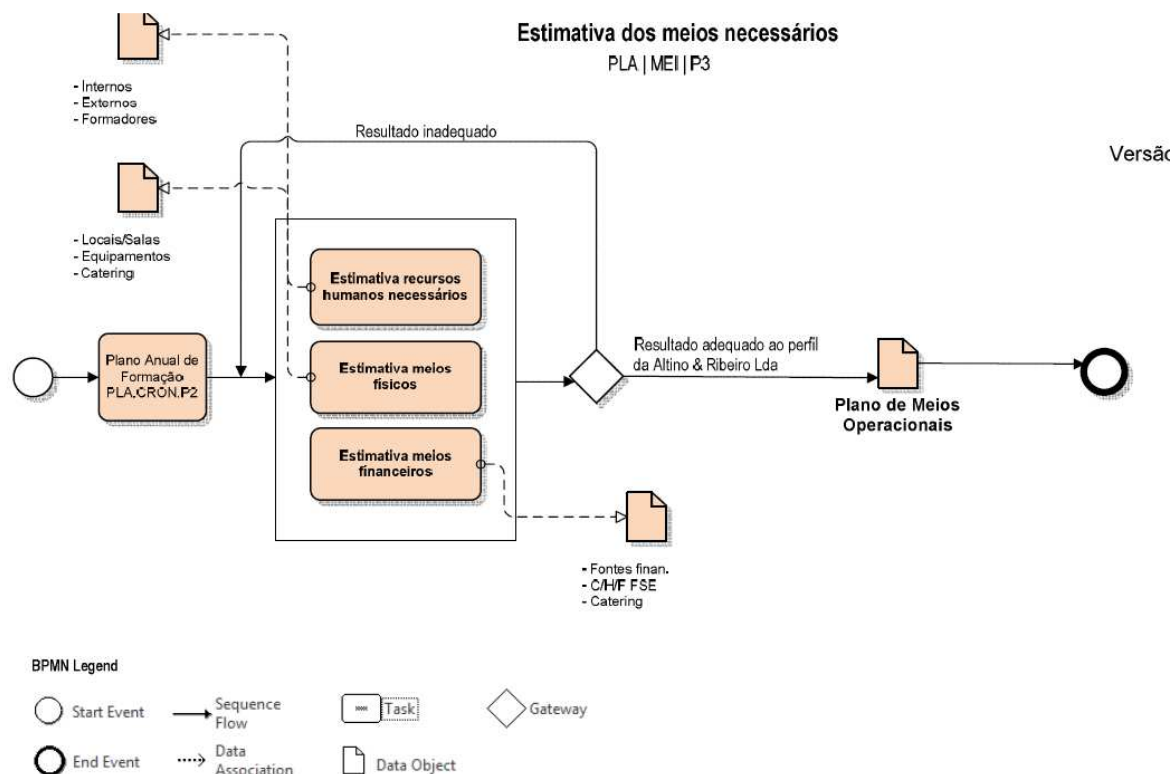 Estimativa dos meios necessários
PLA | MEI | P3
Versão
- Internos
- Externos
- Formadores
Resultado inadequado
- Locais/Salas
- Equipamentos
- Catering
Estimativa recursos
humanos necessários
Plano Anual de
Formação
PLA.CRON.P2
Estimativa meios
físicos
Resultado adequado ao perfil
da Altino & Ribeiro Lda
Plano de Meios
Operacionais
Estimativa meios
financeiros
- Fontes finan.
- C/H/F FSE
- Catering
BPMN Legend
Start Event
Sequence
Flow
Task
Gateway
End Event
Data
Association
Data Object